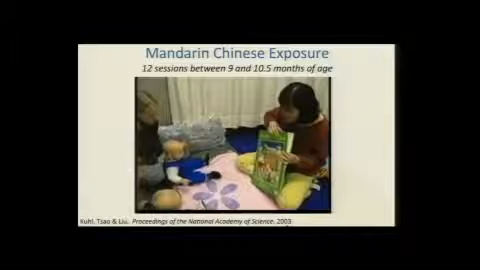 Mandarin Chinese Exposure
12 sessions between 9 and 10.5 months of age
Kuhl, Tsao & Liu, Proceedings of the National Academy of Science, 2003